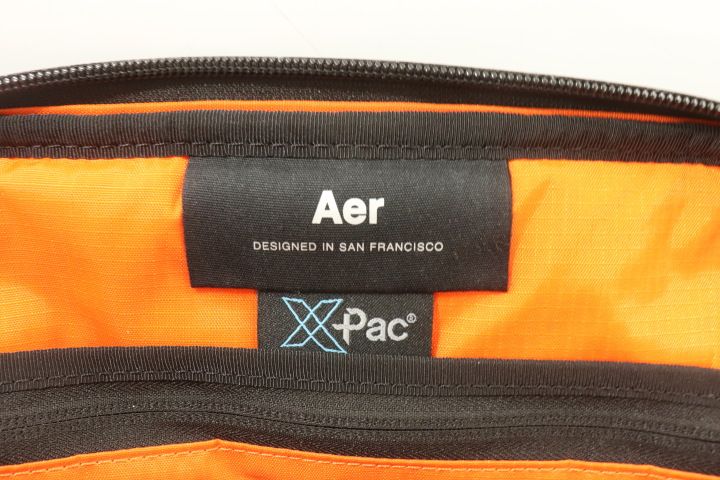 Aer
DESIGNED IN SAN FRANCISCO
X-Pac®